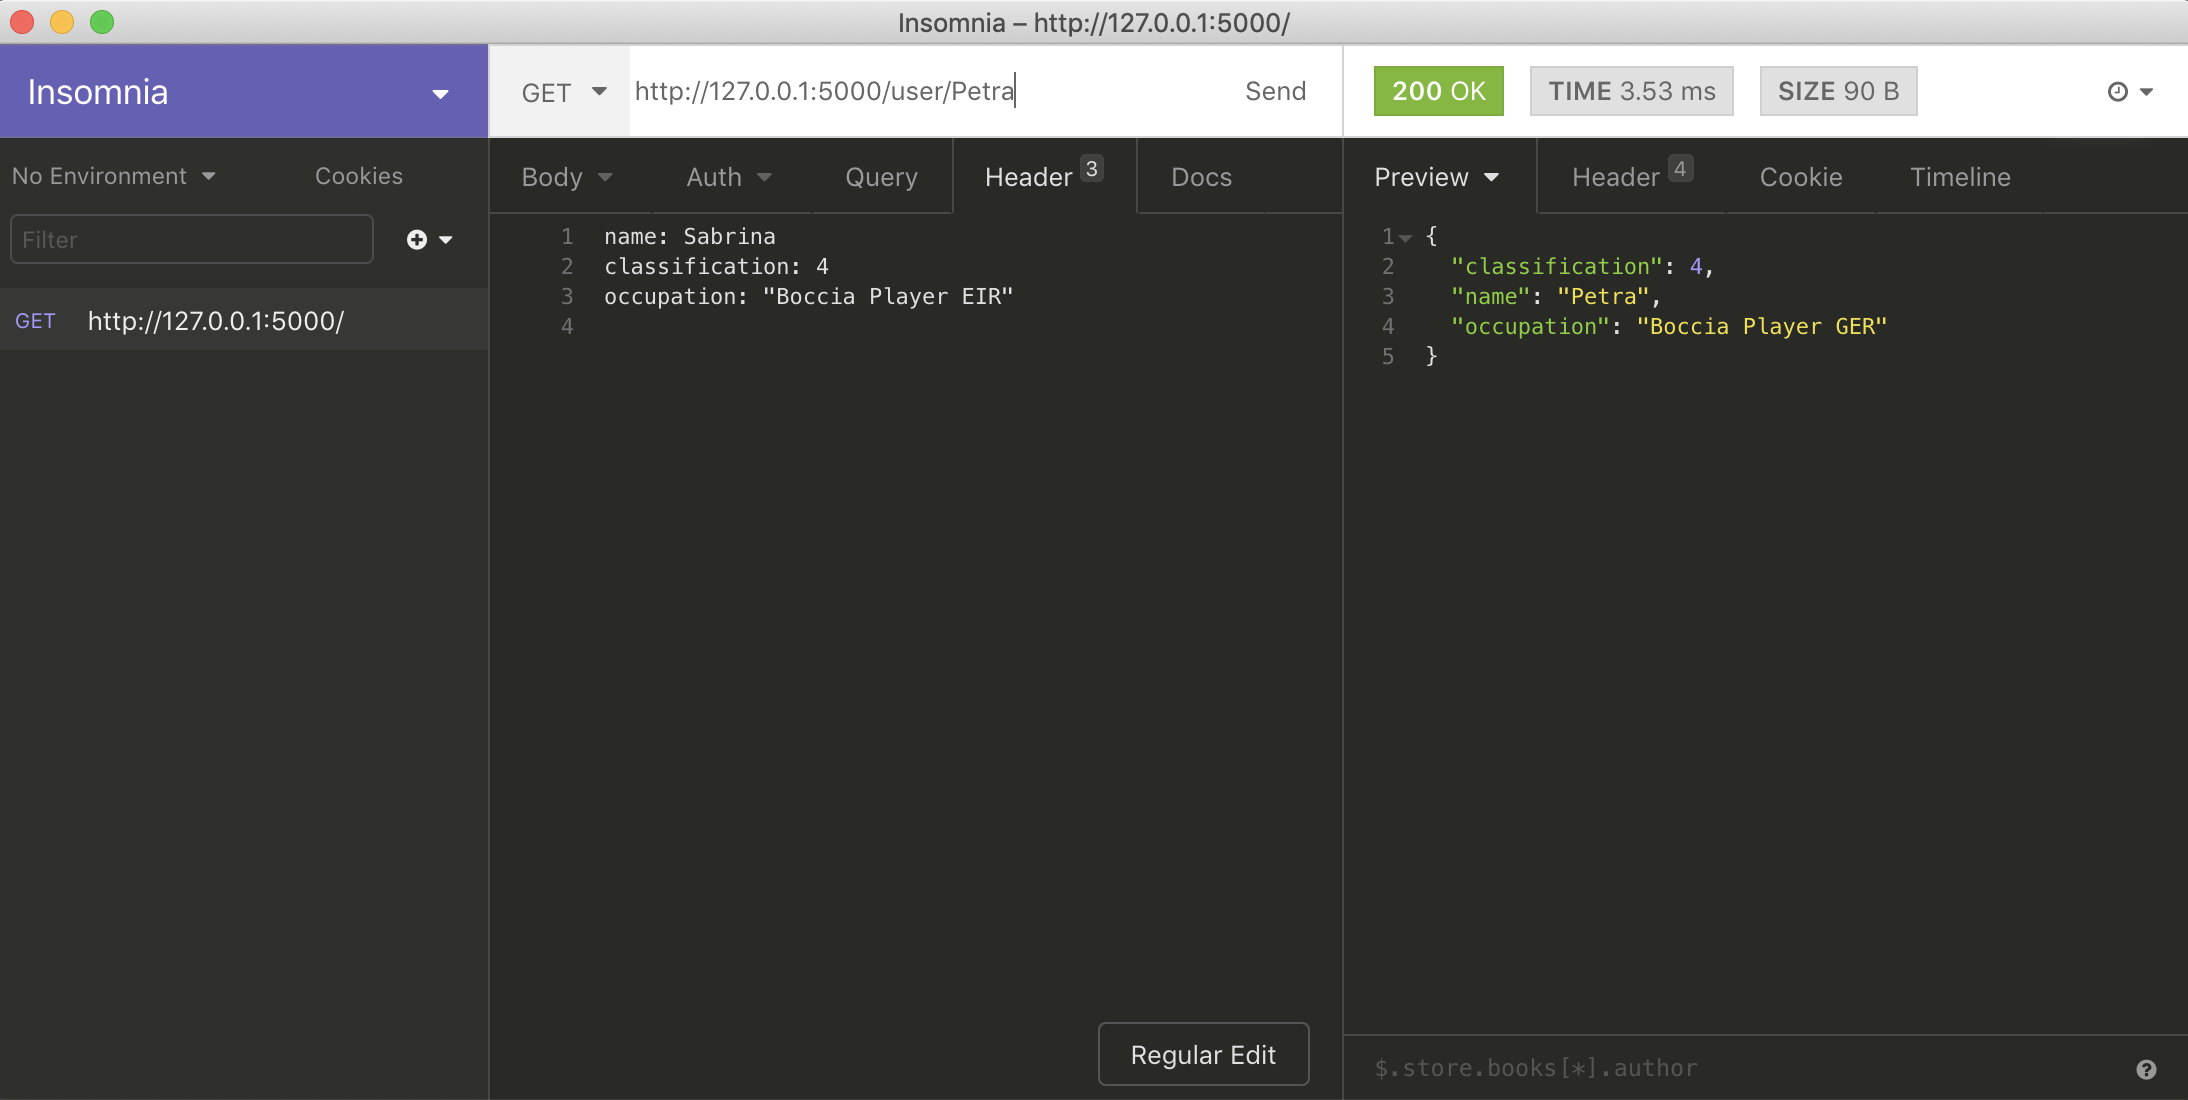 Insomnia – http://127.0.0.1:5000/
Insomnia
GET http://127.0.0.1:5000/user/Petra Send
200 OK TIME 3.53 ms SIZE 90 B
No Environment Cookies
Filter
GET http://127.0.0.1:5000/
Body Auth Query Header 3 Docs
1 name: Sabrina
2 classification: 4
3 occupation: "Boccia Player EIR"
4
Regular Edit
Preview Header 4 Cookie Timeline
1 {
2 "classification": 4,
3 "name": "Petra",
4 "occupation": "Boccia Player GER"
5 }
$.store.books[*].author